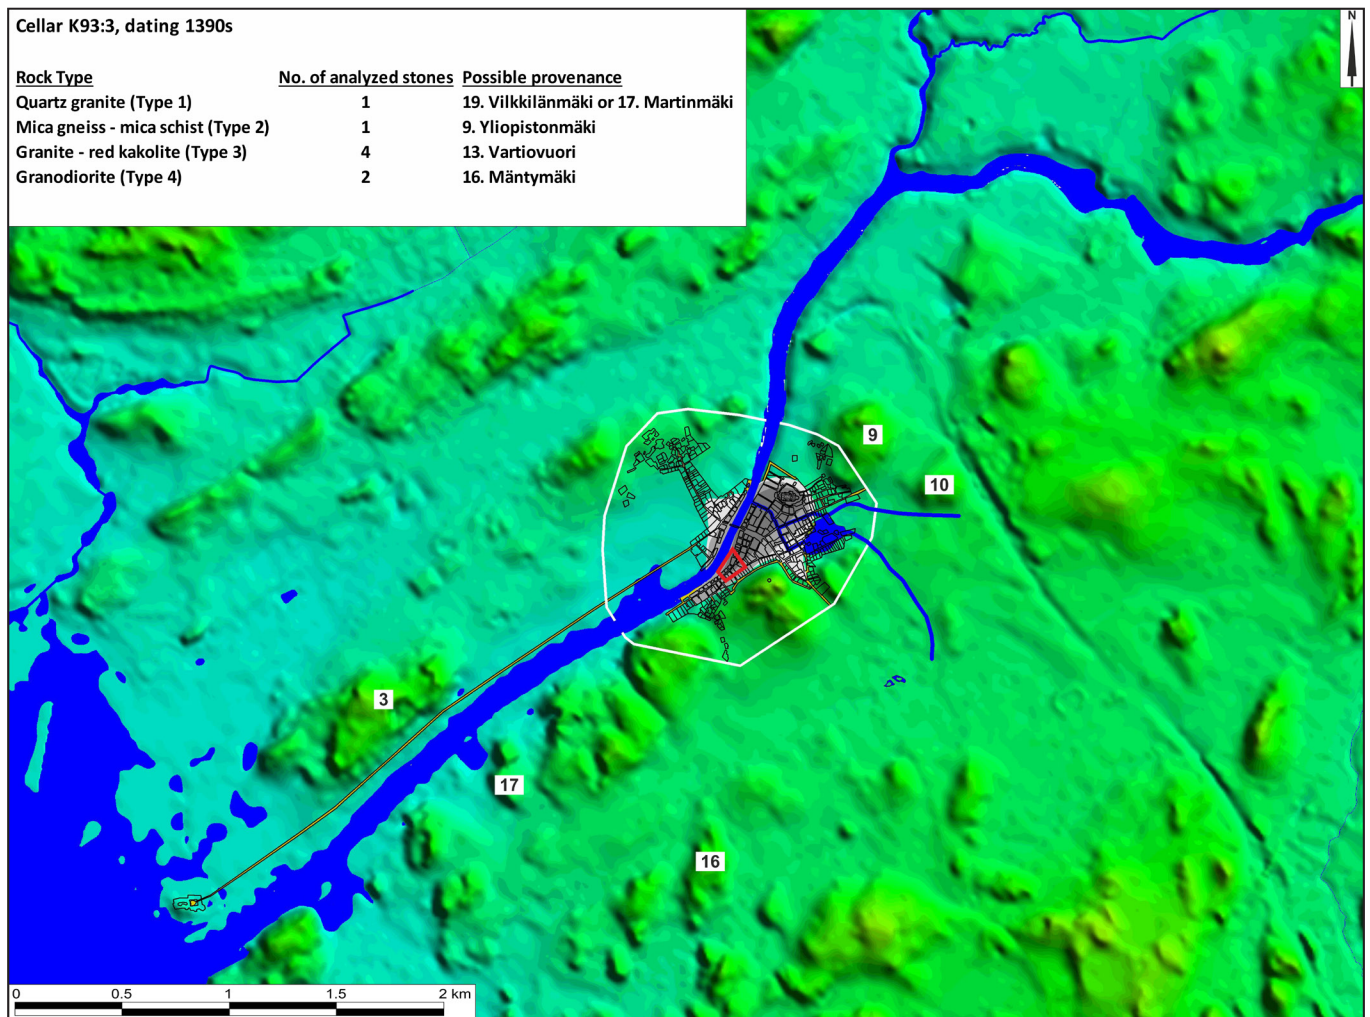 Cellar K93:3, dating 1390s
N
Rock Type No. of analyzed stones Possible provenance
Quartz granite (Type 1) 1 19. Vilkkilänmäki or 17. Martinmäki
Mica gneiss - mica schist (Type 2) 1 9. Yliopistonmäki
Granite - red kakolite (Type 3) 4 13. Vartiovuori
Granodiorite (Type 4) 2 16. Mäntymäki
9
10
3
17
16
0 0.5 1 1.5 2 km